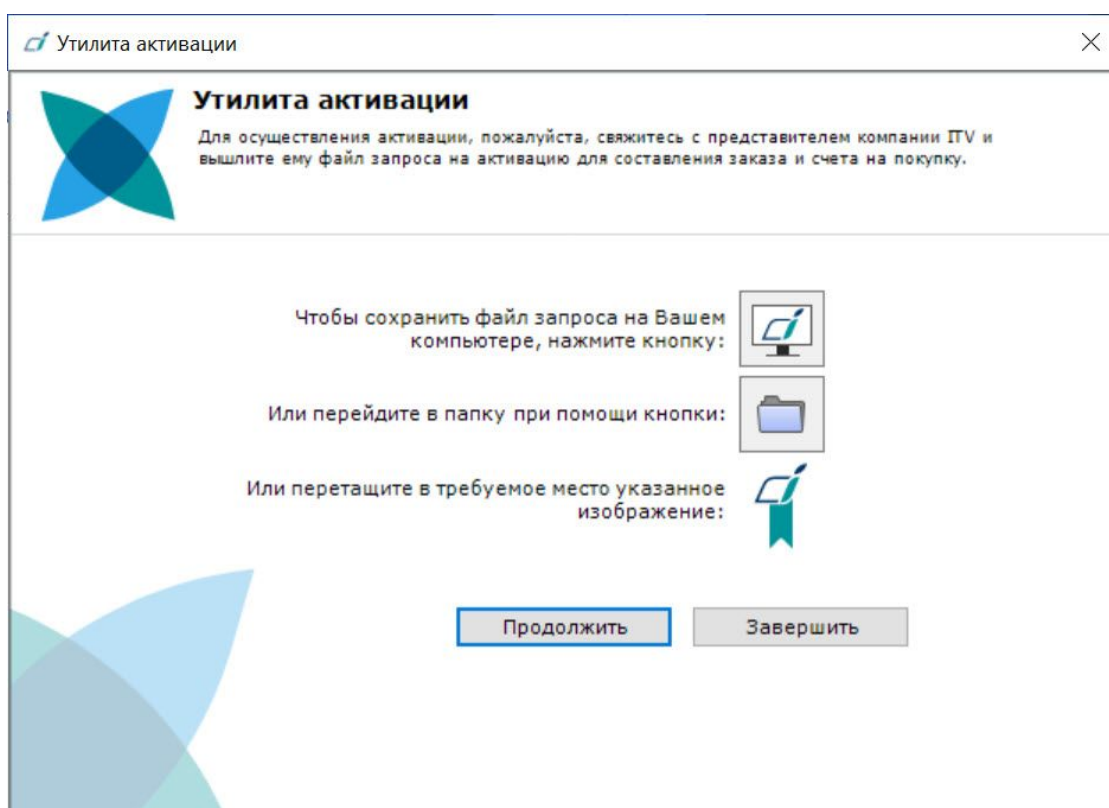 Утилита активации
Утилита активации
Для осуществления активации, пожалуйста, свяжитесь с представителем компании ITV и
вышлите ему файл запроса на активацию для составления заказа и счета на покупку.
Чтобы сохранить файл запроса на Вашем
компьютере, нажмите кнопку:
Или перейдите в папку при помощи кнопки:
Или перетащите в требуемое место указанное
изображение:
Продолжить
Завершить